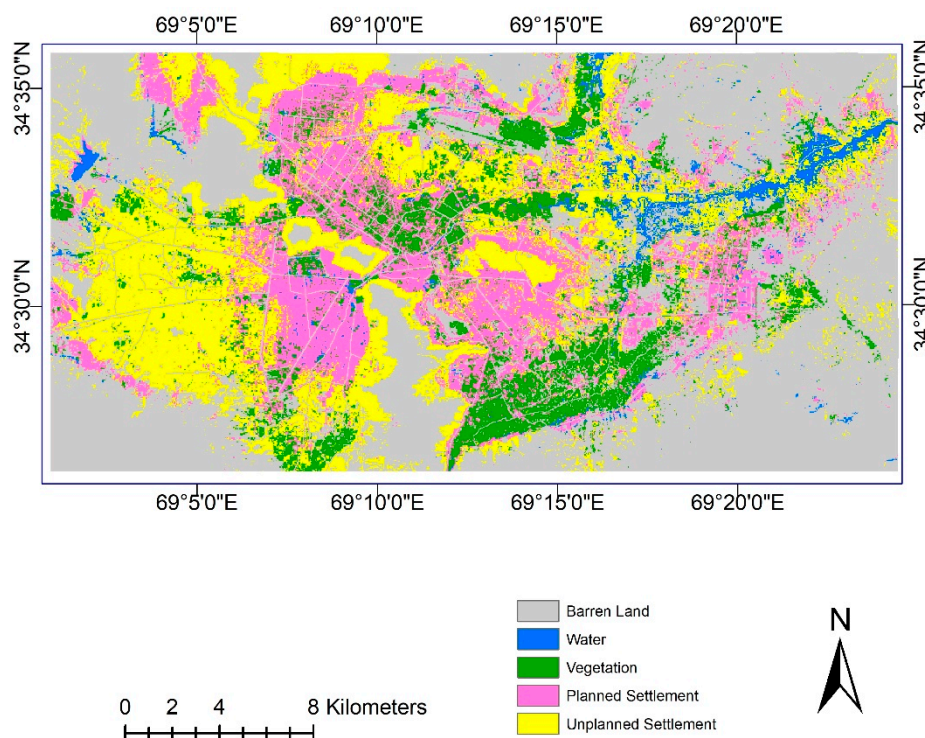 69°5'0"E 69°10'0"E 69°15'0"E 69°20'0"E
34°35'0"N 34°35'0"N
34°30'0"N 34°30'0"N
69°5'0"E 69°10'0"E 69°15'0"E 69°20'0"E
Barren Land
Water
Vegetation
Planned Settlement
Unplanned Settlement
N
0 2 4 8 Kilometers